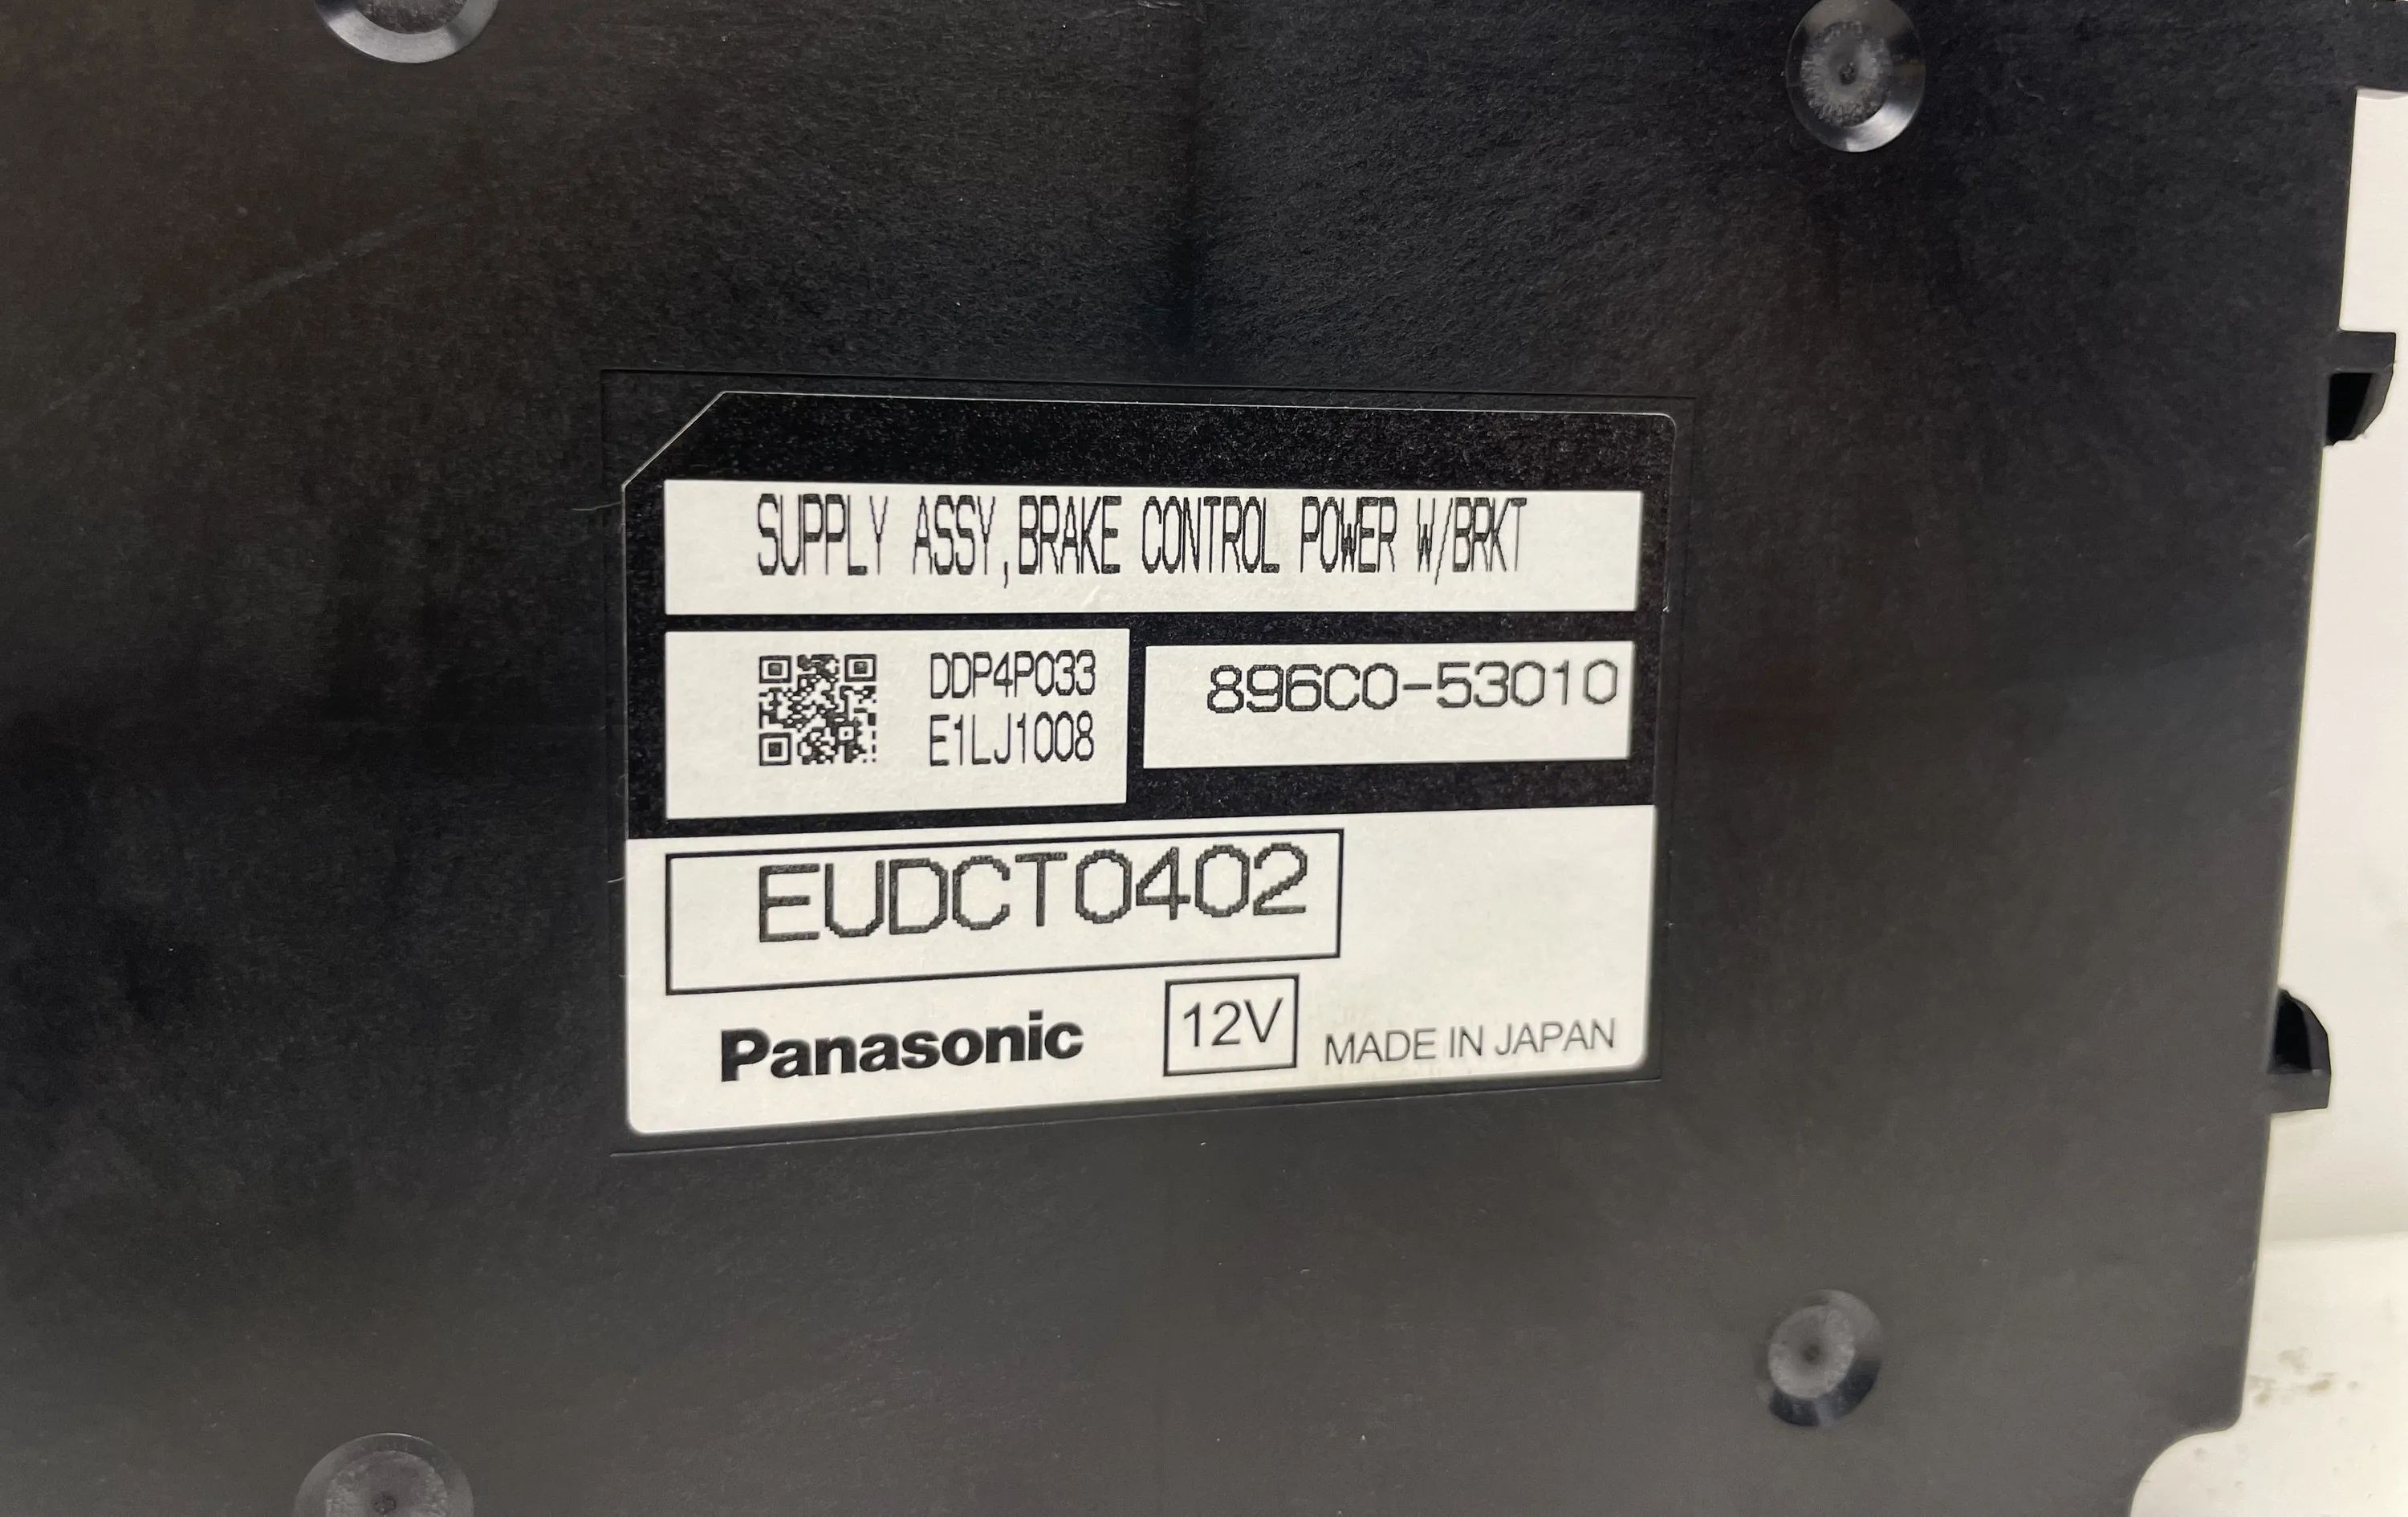 SUPPLY ASSY,BRAKE CONTROL POWER W/BRKT
DDP4P033
E1LJ1008
896C0-53010
EUDCT0402
Panasonic 12V MADE IN JAPAN